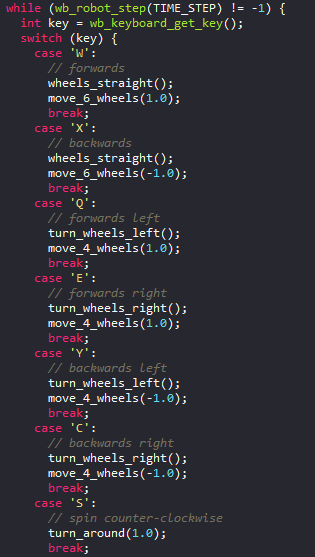 while (wb_robot_step(TIME_STEP) != -1) {
int key = wb_keyboard_get_key();
switch (key) {
case 'W':
// forwards
wheels_straight();
move_6_wheels(1.0);
break;
case 'X':
// backwards
wheels_straight();
move_6_wheels(-1.0);
break;
case 'Q':
// forwards left
turn_wheels_left();
move_4_wheels(1.0);
break;
case 'E':
// forwards right
turn_wheels_right();
move_4_wheels(1.0);
break;
case 'Y':
// backwards left
turn_wheels_left();
move_4_wheels(-1.0);
break;
case 'C':
// backwards right
turn_wheels_right();
move_4_wheels(-1.0);
break;
case 'S':
// spin counter-clockwise
turn_around(1.0);
break;